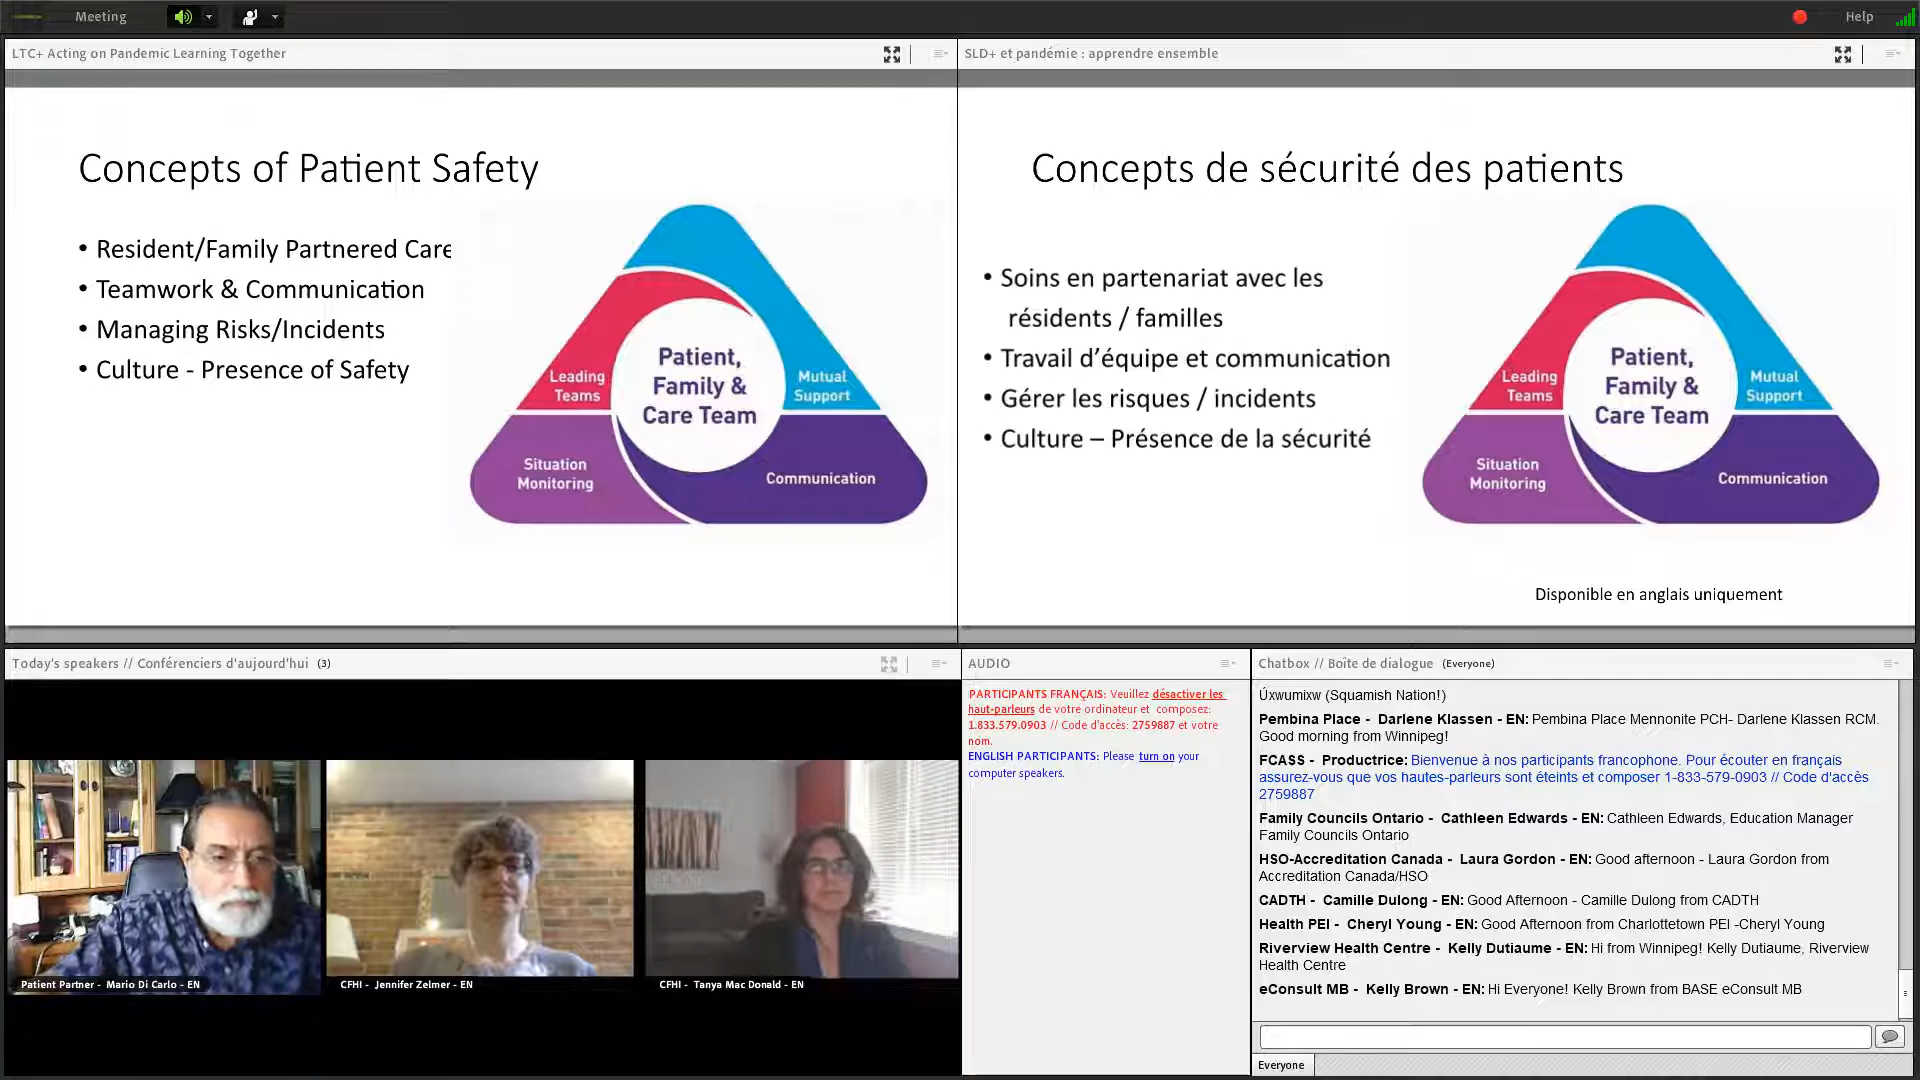 Meeting
Help
LTC+ Acting on Pandemic Learning Together
Concepts of Patient Safety
• Resident/Family Partnered Care
• Teamwork & Communication
• Managing Risks/Incidents
• Culture - Presence of Safety
Patient,
Family &
Care Team
Leading
Teams
Mutual
Support
Situation
Monitoring
Communication
SLD+ et pandémie : apprendre ensemble
Concepts de sécurité des patients
• Soins en partenariat avec les
résidents / familles
• Travail d’équipe et communication
• Gérer les risques / incidents
• Culture – Présence de la sécurité
Patient,
Family &
Care Team
Leading
Teams
Mutual
Support
Situation
Monitoring
Communication
Disponible en anglais uniquement
Today's speakers // Conférenciers d'aujourd'hui (3)
Patient Partner - Mario Di Carlo - EN
CFHI - Jennifer Zelmer - EN
CFHI - Tanya Mac Donald - EN
AUDIO
PARTICIPANTS FRANÇAIS: Veuillez désactiver les
haut-parleurs de votre ordinateur et composez:
1.833.579.0903 // Code d'accès: 2759887 et votre
nom.
ENGLISH PARTICIPANTS: Please turn on your
computer speakers.
Chatbox // Boîte de dialogue (Everyone)
Úxwumixw (Squamish Nation!)
Pembina Place - Darlene Klassen - EN: Pembina Place Mennonite PCH- Darlene Klassen RCM.
Good morning from Winnipeg!
FCASS - Productrice: Bienvenue à nos participants francophone. Pour écouter en français
assurez-vous que vos hautes-parleurs sont éteints et composer 1-833-579-0903 // Code d'accès
2759887
Family Councils Ontario - Cathleen Edwards - EN: Cathleen Edwards, Education Manager
Family Councils Ontario
HSO-Accreditation Canada - Laura Gordon - EN: Good afternoon - Laura Gordon from
Accreditation Canada/HSO
CADTH - Camille Dulong - EN: Good Afternoon - Camille Dulong from CADTH
Health PEI - Cheryl Young - EN: Good Afternoon from Charlottetown PEI -Cheryl Young
Riverview Health Centre - Kelly Dutiaume - EN: Hi from Winnipeg! Kelly Dutiaume, Riverview
Health Centre
eConsult MB - Kelly Brown - EN: Hi Everyone! Kelly Brown from BASE eConsult MB
Everyone